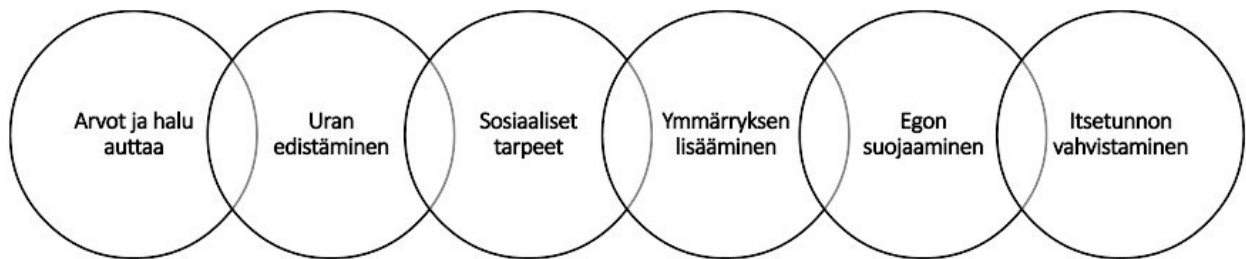 Arvot ja halu
auttaa
Uran
edistäminen
Sosiaaliset
tarpeet
Ymmärryksen
lisääminen
Egon
suojaaminen
Itsetunnon
vahvistaminen